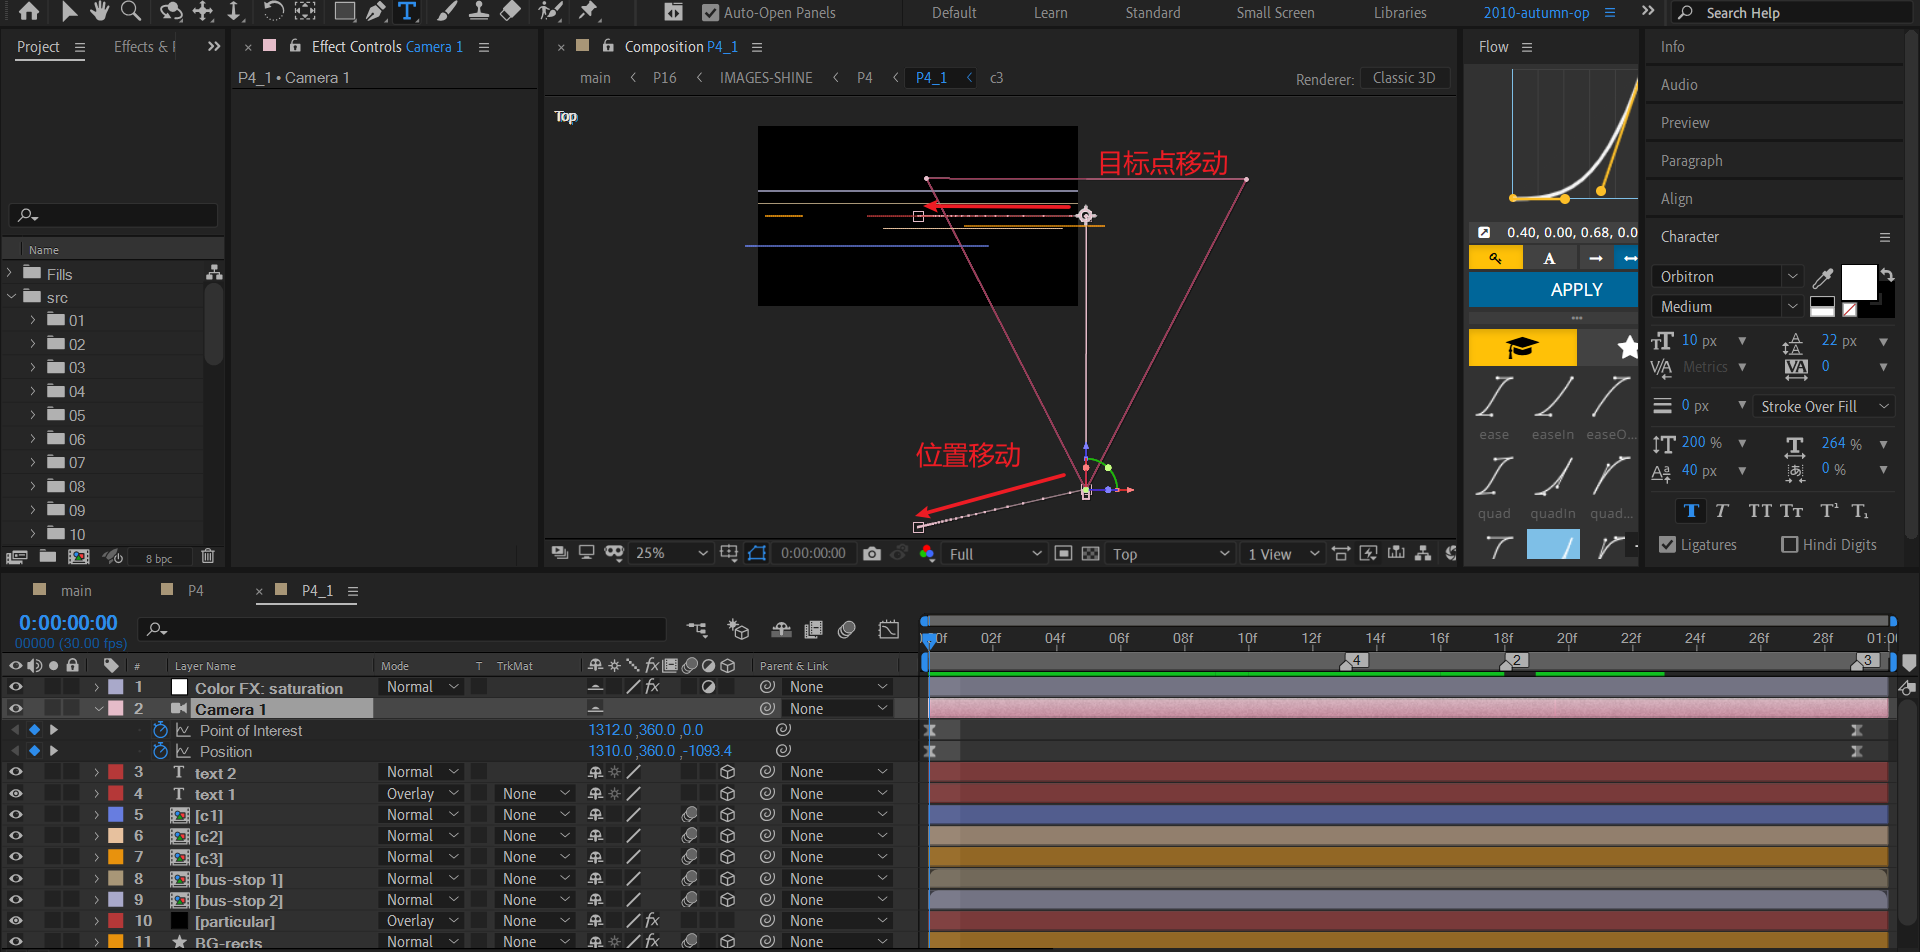 Auto-Open Panels
Default
Learn
Standard
Small Screen
Libraries
2010-autumn-op
Search Help
Project
Effects & F
Effect Controls Camera 1
Composition P4_1
Flow
Info
P4_1 • Camera 1
main
P16
IMAGES-SHINE
P4
P4_1
c3
Renderer:
Classic 3D
Audio
Preview
Paragraph
Align
Top
目标点移动
位置移动
0.40, 0.00, 0.68, 0.0
A
APPLY
Character
Orbitron
Medium
10 px
22 px
Metrics
0
0 px
Stroke Over Fill
200 %
264 %
40 px
0 %
Ligatures
Hindi Digits
ease
easeIn
easeO...
quad
quadIn
quad...
Name
Fills
src
01
02
03
04
05
06
07
08
09
10
8 bpc
25%
0:00:00:00
Full
Top
1 View
main
P4
P4_1
0:00:00:00
00000 (30.00 fps)
00f
02f
04f
06f
08f
10f
12f
14f
16f
18f
20f
22f
24f
26f
28f
01:0
4
2
3
#
Layer Name
Mode
T
TrkMat
Parent & Link
1 Color FX: saturation Normal None
2 Camera 1 None
Point of Interest 1312.0 ,360.0 ,0.0
Position 1310.0 ,360.0 ,-1093.4
3 T text 2 Normal None
4 T text 1 Overlay None None
5 [c1] Normal None None
6 [c2] Normal None None
7 [c3] Normal None None
8 [bus-stop 1] Normal None None
9 [bus-stop 2] Normal None None
10 [particular] Overlay None None
11 BG-rects Normal None None